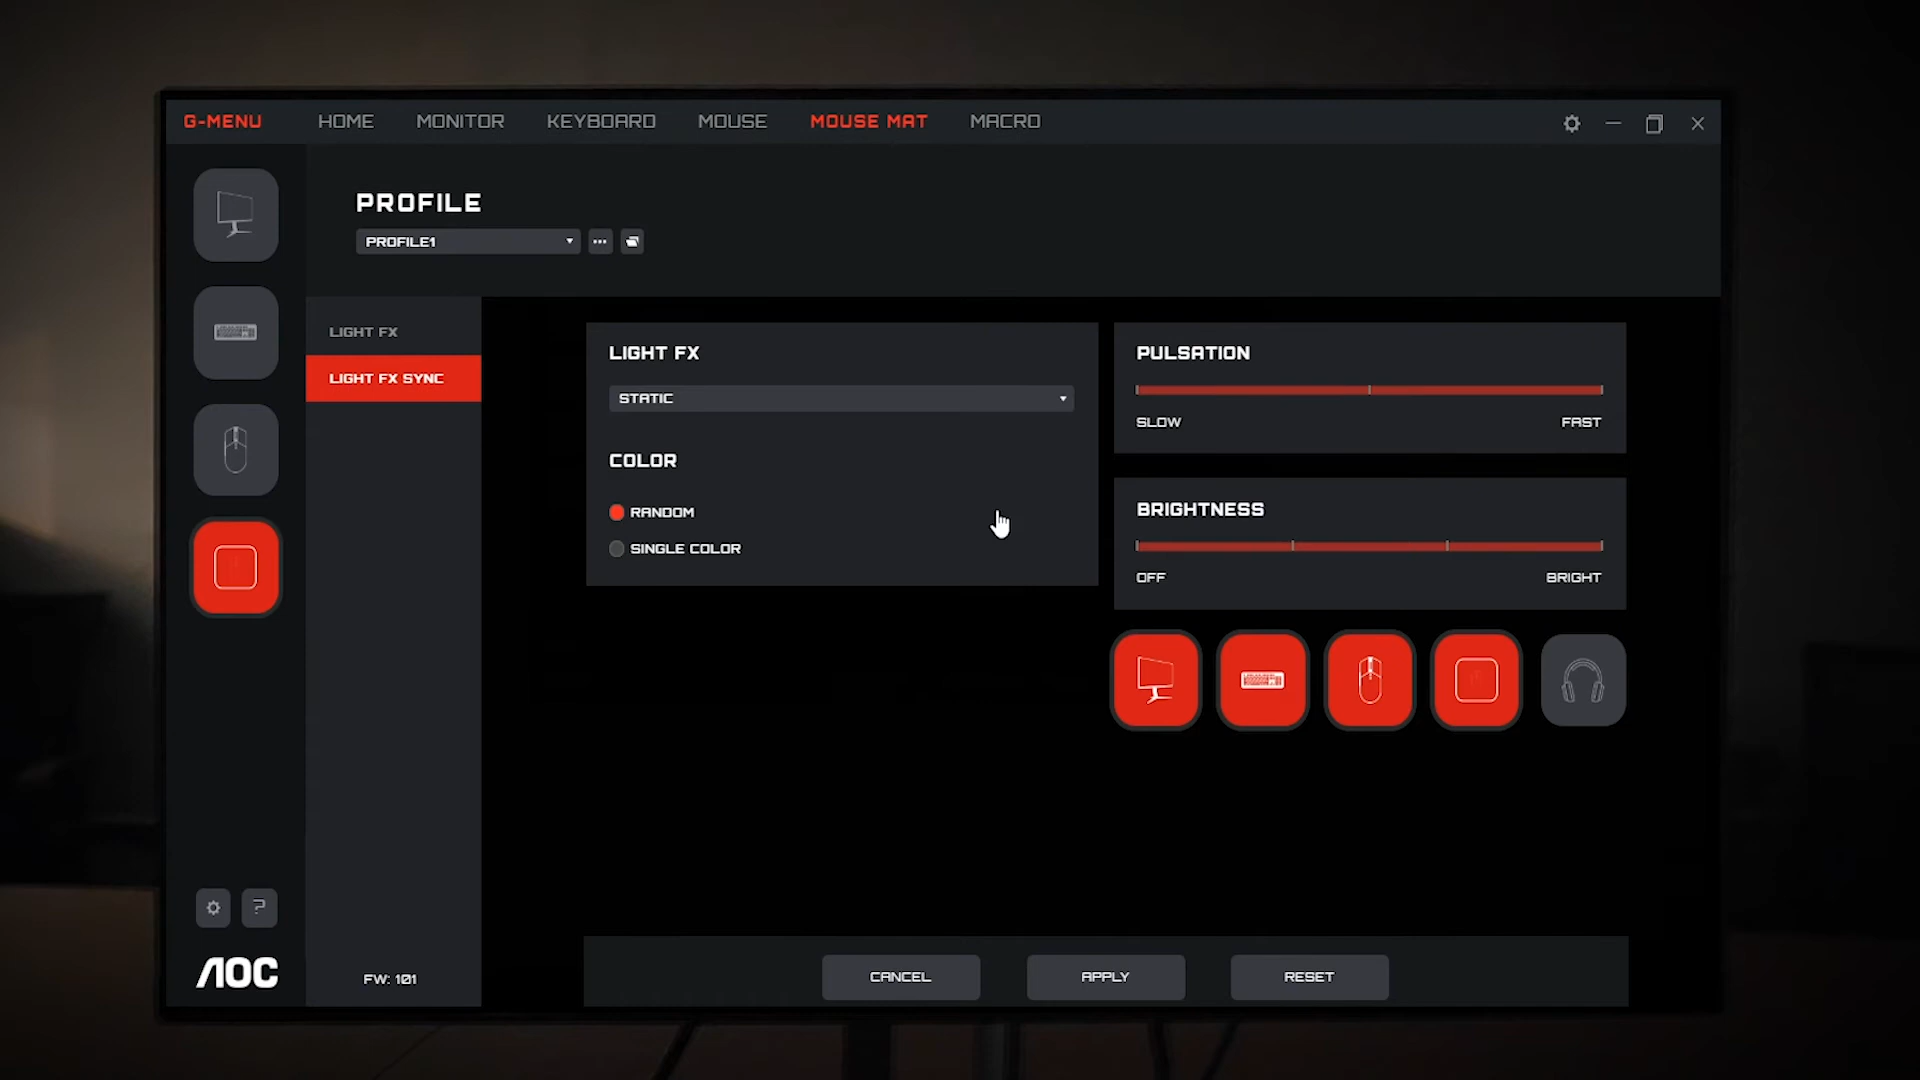 G-MENU HOME MONITOR KEYBOARD MOUSE MOUSE MAT MACRO
PROFILE
PROFILE1
LIGHT FX
LIGHT FX SYNC
LIGHT FX
STATIC
COLOR
RANDOM
SINGLE COLOR
PULSATION
SLOW FAST
BRIGHTNESS
OFF BRIGHT
?
AOC
FW: 101
CANCEL APPLY RESET